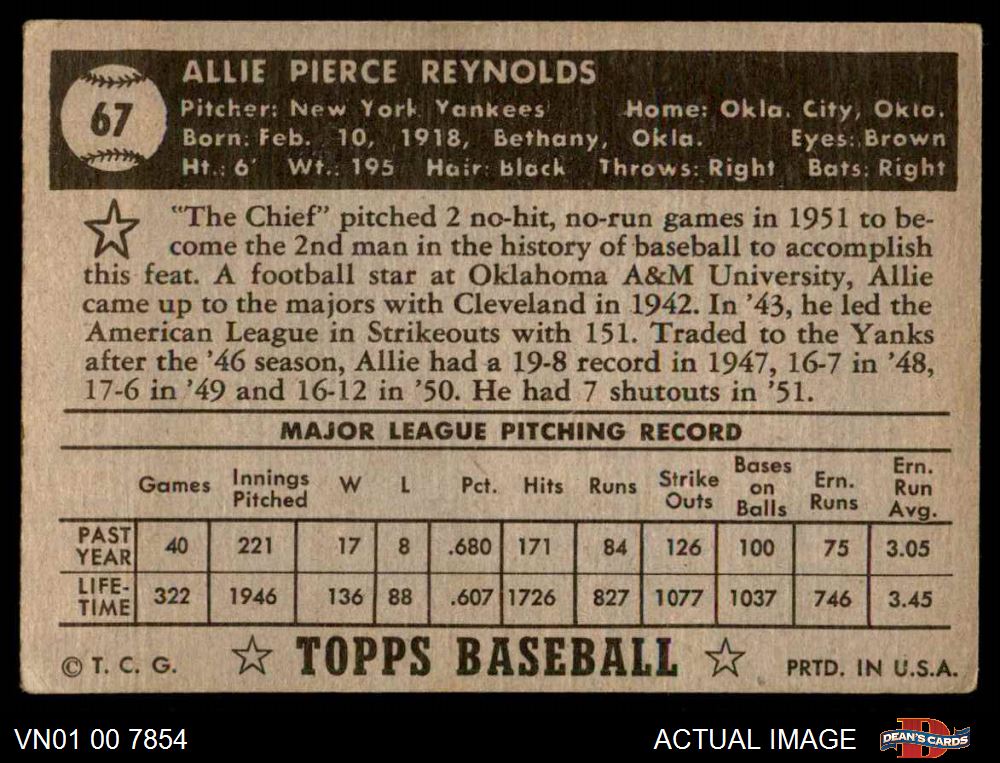 67
ALLIE PIERCE REYNOLDS
Pitcher: New York Yankees Home: Okla. City, Okla.
Born: Feb. 10, 1918, Bethany, Okla. Eyes: Brown
Ht.: 6' Wt.: 195 Hair: black Throws: Right Bats: Right
"The Chief" pitched 2 no-hit, no-run games in 1951 to be-
come the 2nd man in the history of baseball to accomplish
this feat. A football star at Oklahoma A&M University, Allie
came up to the majors with Cleveland in 1942. In '43, he led the
American League in Strikeouts with 151. Traded to the Yanks
after the '46 season, Allie had a 19-8 record in 1947, 16-7 in '48,
17-6 in '49 and 16-12 in '50. He had 7 shutouts in '51.
MAJOR LEAGUE PITCHING RECORD
Games Innings Pitched W L Pct. Hits Runs Strike Outs Bases on Balls Ern. Runs Ern. Run Avg.
PAST YEAR 40 221 17 8 .680 171 84 126 100 75 3.05
LIFE-TIME 322 1946 136 88 .607 1726 827 1077 1037 746 3.45
© T. C. G. TOPPS BASEBALL PRTD. IN U.S.A.
VN01 00 7854 ACTUAL IMAGE D DEAN'S CARDS